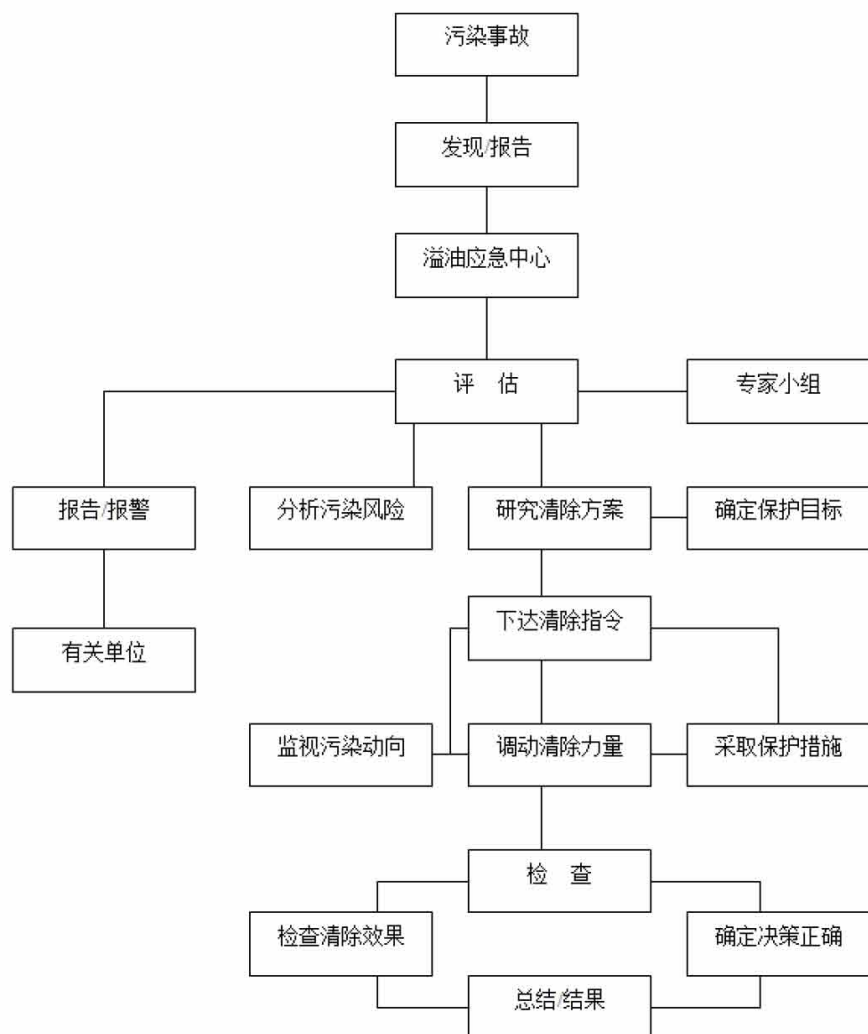 污染事故
发现/报告
溢油应急中心
评 估
专家小组
报告/报警
分析污染风险
研究清除方案
确定保护目标
下达清除指令
有关单位
监视污染动向
调动清除力量
采取保护措施
检 查
检查清除效果
确定决策正确
总结/结果